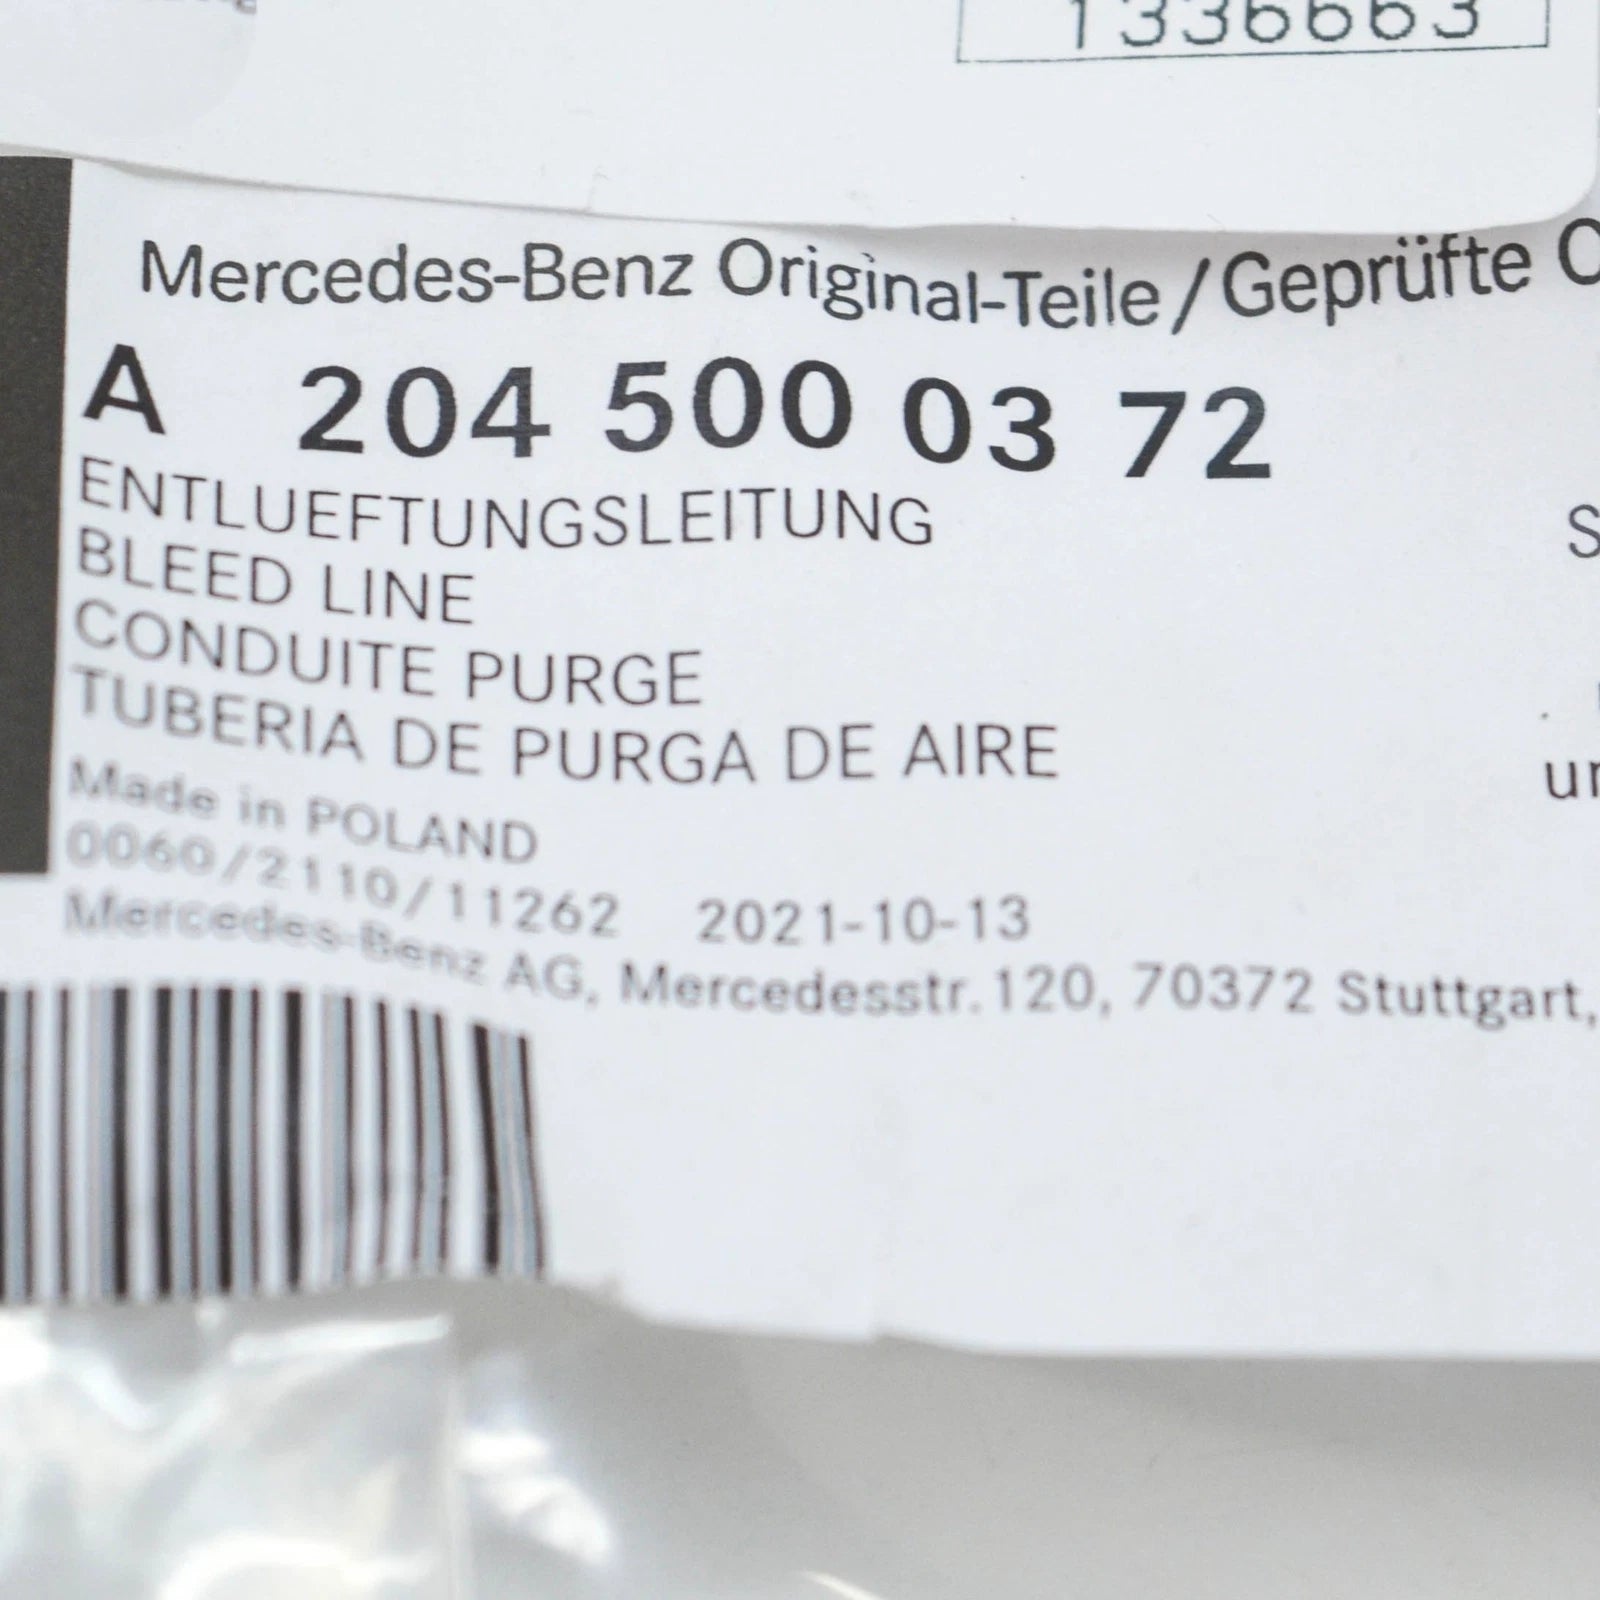 1336663
Mercedes-Benz Original-Teile/Geprüfte
A 204 500 03 72
ENTLUEFTUNGSLEITUNG
BLEED LINE
CONDUITE PURGE
TUBERIA DE PURGA DE AIRE
Made in POLAND
0060/2110/11262 2021-10-13
Mercedes-Benz AG, Mercedesstr.120, 70372 Stuttgart,